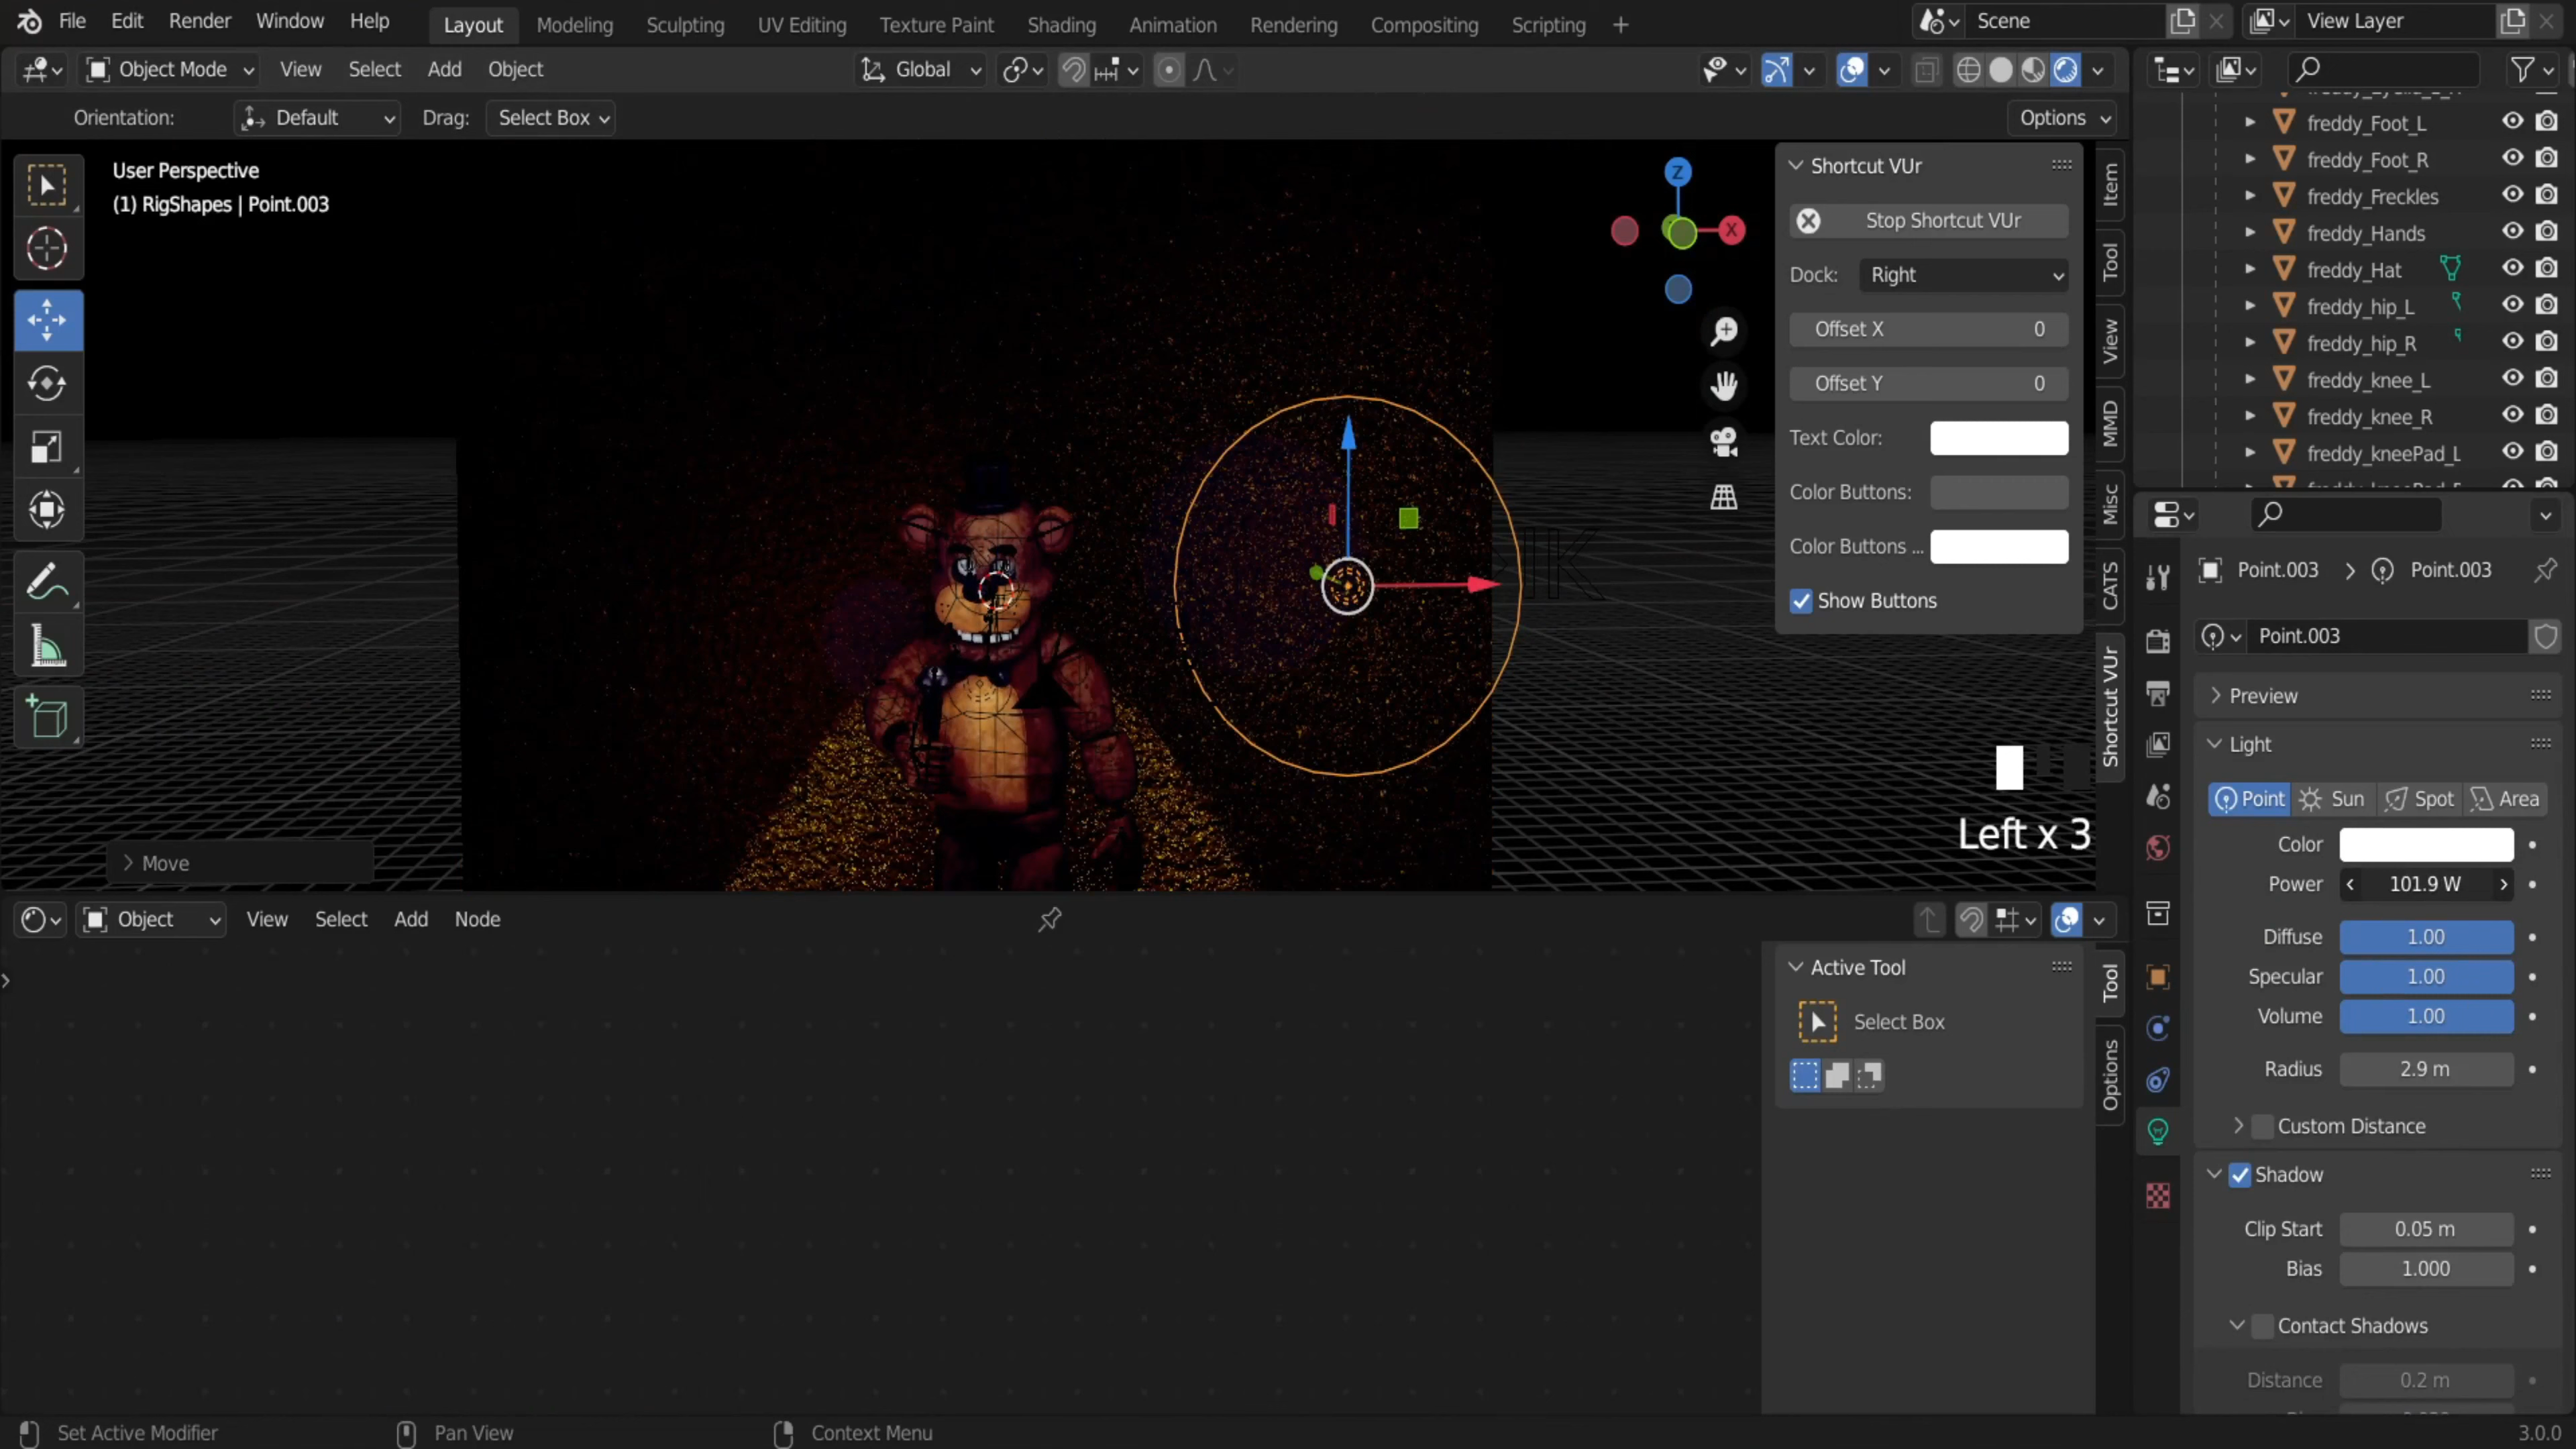 File Edit Render Window Help Layout Modeling Sculpting UV Editing Texture Paint Shading Animation Rendering Compositing Scripting + Scene View Layer
Object Mode View Select Add Object Global
Orientation: Default Drag: Select Box Options
User Perspective
(1) RigShapes | Point.003
Z
X
Move
Left x 3
Shortcut VUr
Stop Shortcut VUr
Dock: Right
Offset X 0
Offset Y 0
Text Color:
Color Buttons:
Color Buttons ...
Show Buttons
Item
Tool
View
MMD
Misc
CATS
Shortcut VUr
freddy_Foot_L
freddy_Foot_R
freddy_Freckles
freddy_Hands
freddy_Hat
freddy_hip_L
freddy_hip_R
freddy_knee_L
freddy_knee_R
freddy_kneePad_L
Point.003 > Point.003
Point.003
Preview
Light
Point Sun Spot Area
Color
Power 101.9 W
Diffuse 1.00
Specular 1.00
Volume 1.00
Radius 2.9 m
Custom Distance
Shadow
Clip Start 0.05 m
Bias 1.000
Contact Shadows
Distance 0.2 m
Object View Select Add Node
Active Tool
Select Box
Tool
Options
Set Active Modifier Pan View Context Menu 3.0.0